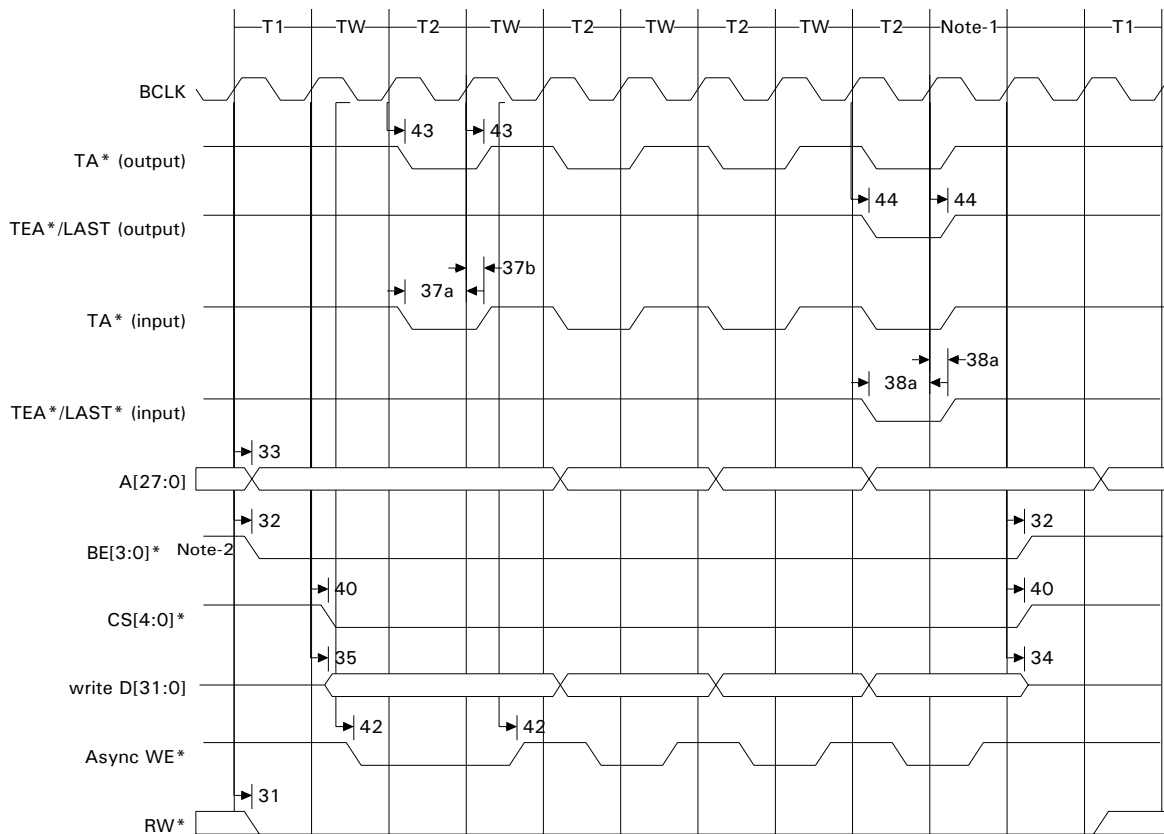 T1 TW T2 TW T2 TW T2 TW T2 Note-1 T1
BCLK
43 43
TA* (output)
44 44
TEA*/LAST (output)
37b
37a
TA* (input)
38a
38a
TEA*/LAST* (input)
33
A[27:0]
32 32
BE[3:0]* Note-2
40 40
CS[4:0]*
35 34
write D[31:0]
42 42
Async WE*
31
RW*